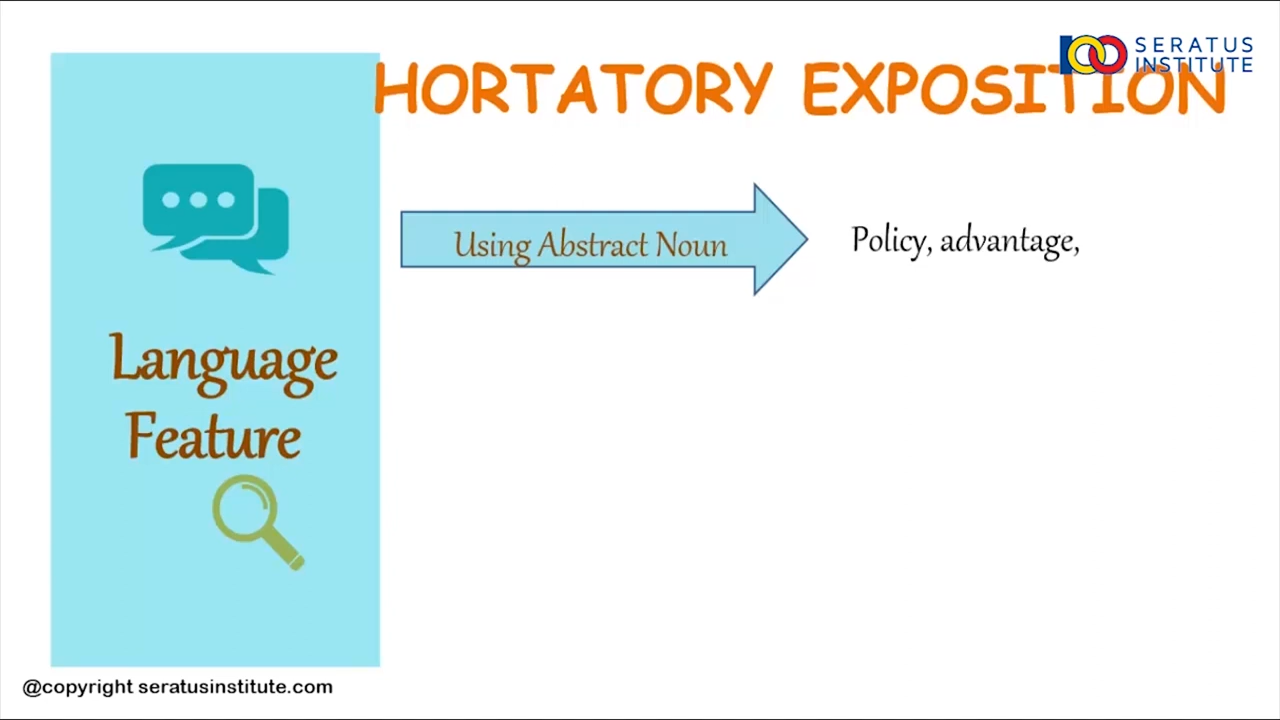 SERATUS
INSTITUTE
HORTATORY EXPOSITION
Using Abstract Noun
Policy, advantage,
Language
Feature
@copyright seratusinstitute.com